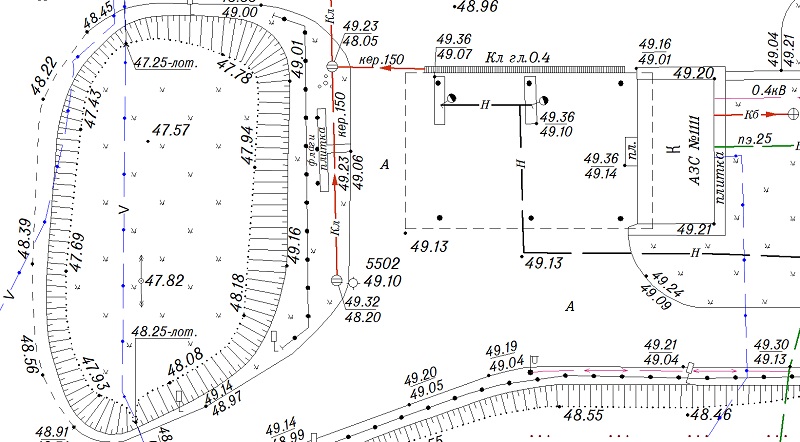 48.45
49.00
48.96
49.23
48.05
Кл
49.01
49.16
49.01
49.04
49.21
48.22
47.25-лот.
47.78
кер.150
49.36
49.07
Кл гл.0.4
49.20
0.4кВ
47.43
47.57
47.94
кер.150
Флаги
плитка
Н
49.36
49.10
Кб
пэ.25
49.23
49.06
А
Н
49.36
49.14
пл.
К
АЗС №111
плитка
V
48.39
47.69
49.16
Кл
49.13
49.13
49.21
Н
V
47.82
48.18
5502
49.10
49.24
49.09
49.32
48.20
А
48.25-лот.
48.56
48.08
47.93
49.14
48.97
49.20
49.05
49.19
49.04
49.21
49.04
49.30
49.13
48.91
49.14
48.99
48.55
48.46